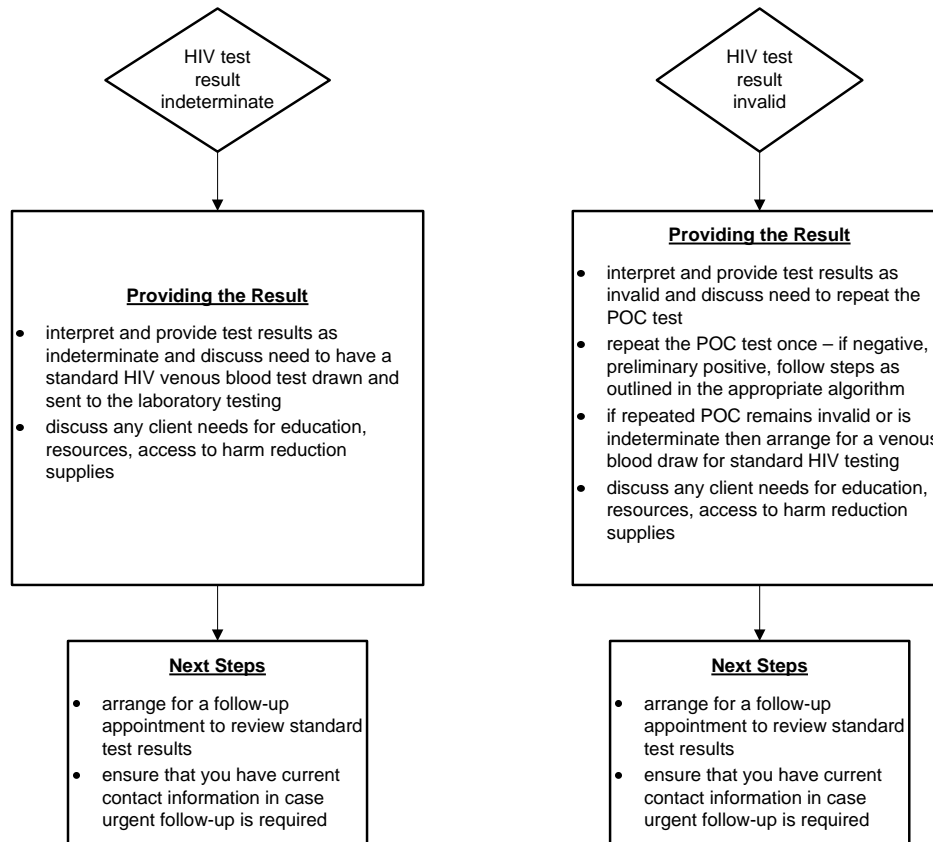 HIV test
result
indeterminate
Providing the Result
• interpret and provide test results as
indeterminate and discuss need to have a
standard HIV venous blood test drawn and
sent to the laboratory testing
• discuss any client needs for education,
resources, access to harm reduction
supplies
Next Steps
• arrange for a follow-up
appointment to review standard
test results
• ensure that you have current
contact information in case
urgent follow-up is required
HIV test
result
invalid
Providing the Result
• interpret and provide test results as
invalid and discuss need to repeat the
POC test
• repeat the POC test once – if negative,
preliminary positive, follow steps as
outlined in the appropriate algorithm
• if repeated POC remains invalid or is
indeterminate then arrange for a venous
blood draw for standard HIV testing
• discuss any client needs for education,
resources, access to harm reduction
supplies
Next Steps
• arrange for a follow-up
appointment to review standard
test results
• ensure that you have current
contact information in case
urgent follow-up is required